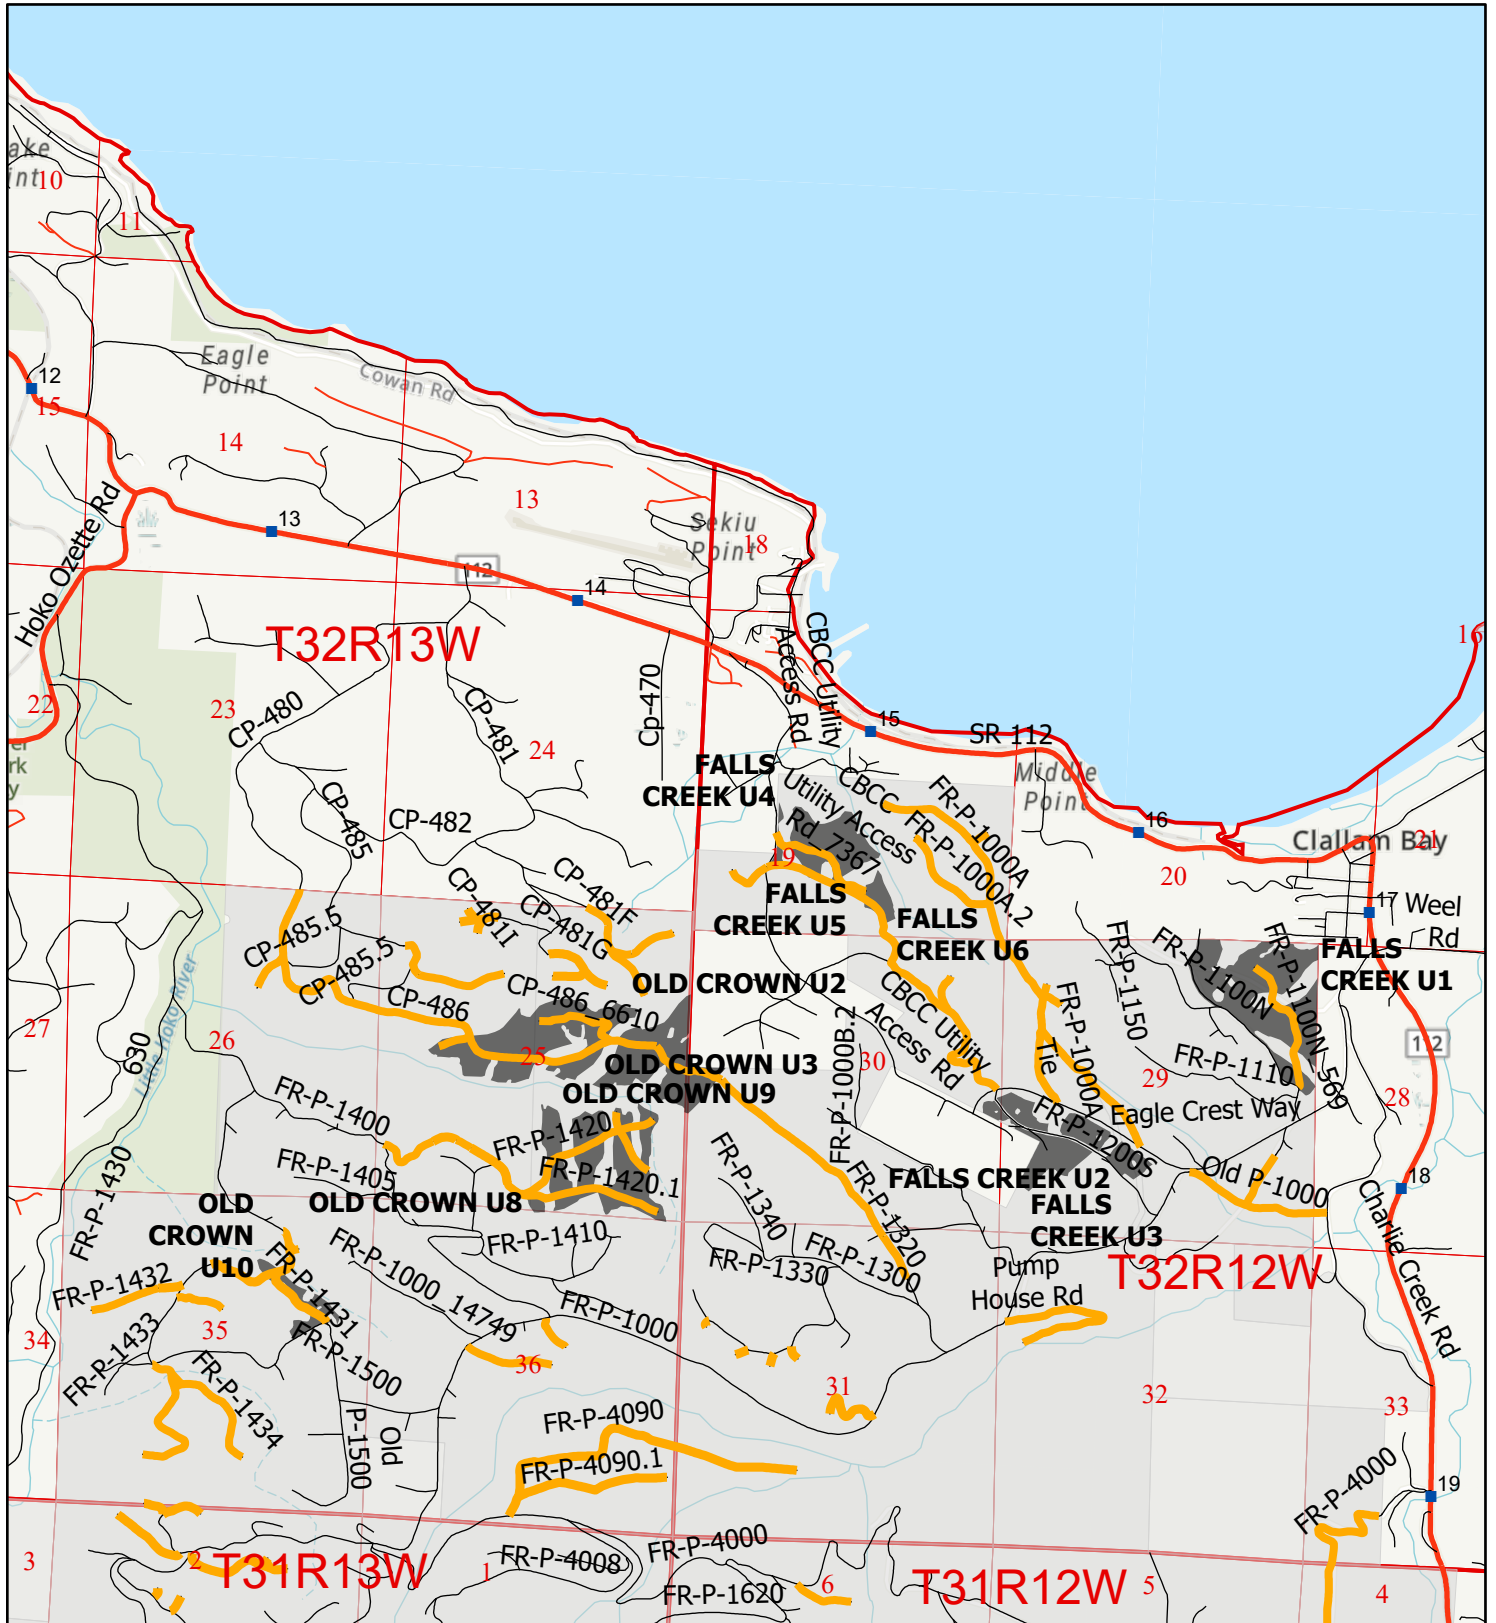 ake
int
10
11
Eagle
Point
Cowan Rd
12
15
14
13
Hoko Ozette Rd
13
112
14
Sekiu
Point
18
T32R13W
CBCC Utility
Access Rd
16
22
23
CP-480
CP-481
24
Cp-470
15
SR 112
Middle
Point
er
rk
y
FALLS
CREEK U4
CP-485
CP-482
Utility Access
Rd_7367
CBCC
FR-P-1000A
FR-P-1000A.2
16
Clallam Bay
21
19
20
CP-481I
CP-481F
CP-481G
FALLS
CREEK U5
FALLS
CREEK U6
17
Weel
Rd
CP-485.5
CP-485.5
CP-486
CP-486_6610
OLD CROWN U2
FR-P-1150
FR-P-1100N
FR-P-1100N_569
FALLS
CREEK U1
27
630
Little Hoko River
26
25
OLD CROWN U3
OLD CROWN U9
FR-P-1000B.2
30
CBCC Utility
Access Rd
Tie
FR-P-1000A
29
FR-P-1110
112
28
FR-P-1400
FR-P-1420
Eagle Crest Way
FR-P-1200S
FR-P-1405
FR-P-1420.1
FR-P-1340
FR-P-1320
FALLS CREEK U2
Old P-1000
18
FR-P-1430
OLD
CROWN
U10
OLD CROWN U8
FALLS
CREEK U3
Charlie Creek Rd
FR-P-1410
FR-P-1432
FR-P-1431
FR-P-1000_14749
FR-P-1330
FR-P-1300
Pump
House Rd
T32R12W
34
35
FR-P-1433
FR-P-1500
FR-P-1000
36
31
32
33
FR-P-1434
Old
P-1500
FR-P-4090
FR-P-4090.1
FR-P-4000
19
3
2
T31R13W
1
FR-P-4008
FR-P-4000
FR-P-1620
6
T31R12W
5
4